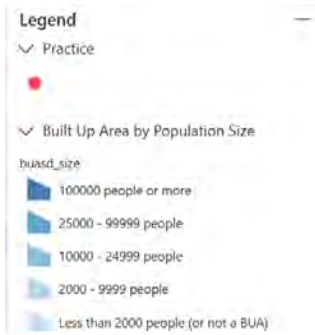 Legend
Practice
Built Up Area by Population Size
buasd_size
100000 people or more
25000 - 99999 people
10000 - 24999 people
2000 - 9999 people
Less than 2000 people (or not a BUA)